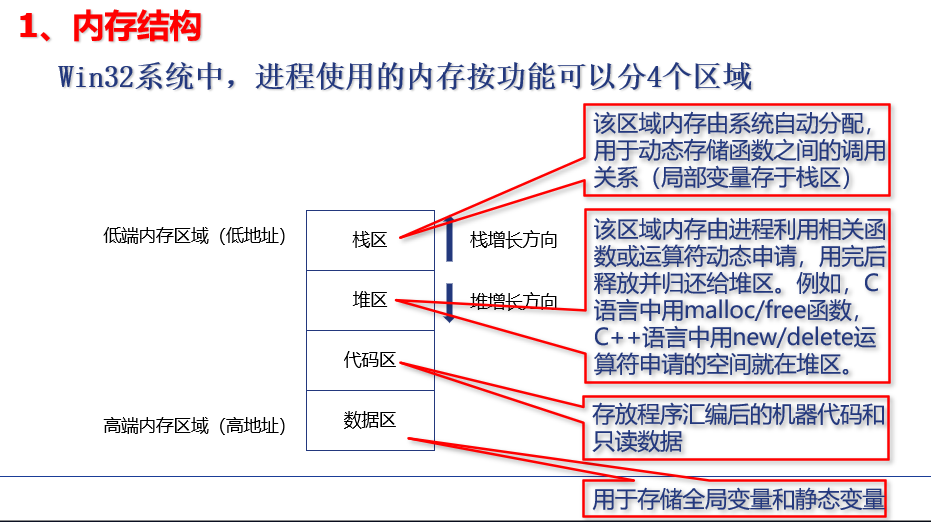 1、内存结构
Win32系统中，进程使用的内存按功能可以分4个区域
该区域内存由系统自动分配，
用于动态存储函数之间的调用
关系（局部变量存于栈区）
低端内存区域（低地址）
栈区
栈增长方向
该区域内存由进程利用相关函
数或运算符动态申请，用完后
释放并归还给堆区。例如，C
语言中用malloc/free函数，
C++语言中用new/delete运
算符申请的空间就在堆区。
堆区
堆增长方向
代码区
存放程序汇编后的机器代码和
只读数据
高端内存区域（高地址）
数据区
用于存储全局变量和静态变量